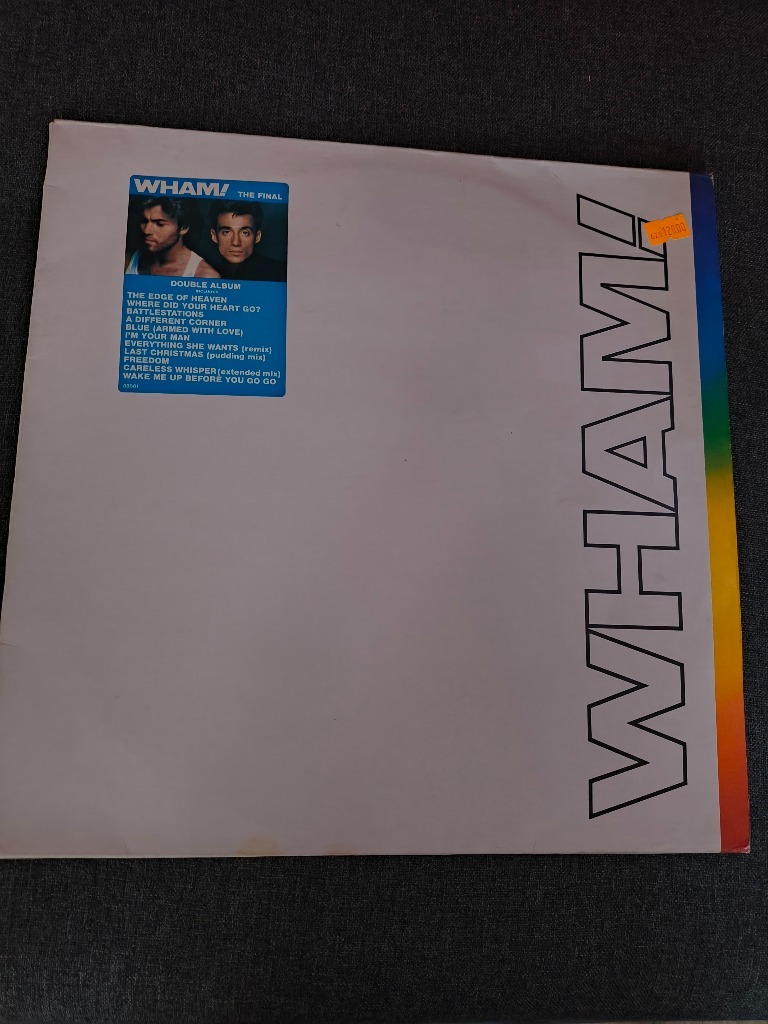 WHAM! THE FINAL
DOUBLE ALBUM
THE EDGE OF HEAVEN
WHERE DID YOUR HEART GO?
BATTLESTATIONS
A DIFFERENT CORNER
BLUE (ARMED WITH LOVE)
I'M YOUR MAN
EVERYTHING SHE WANTS (remix)
LAST CHRISTMAS (pudding mix)
FREEDOM
CARELESS WHISPER (extended mix)
WAKE ME UP BEFORE YOU GO GO
WHAM!